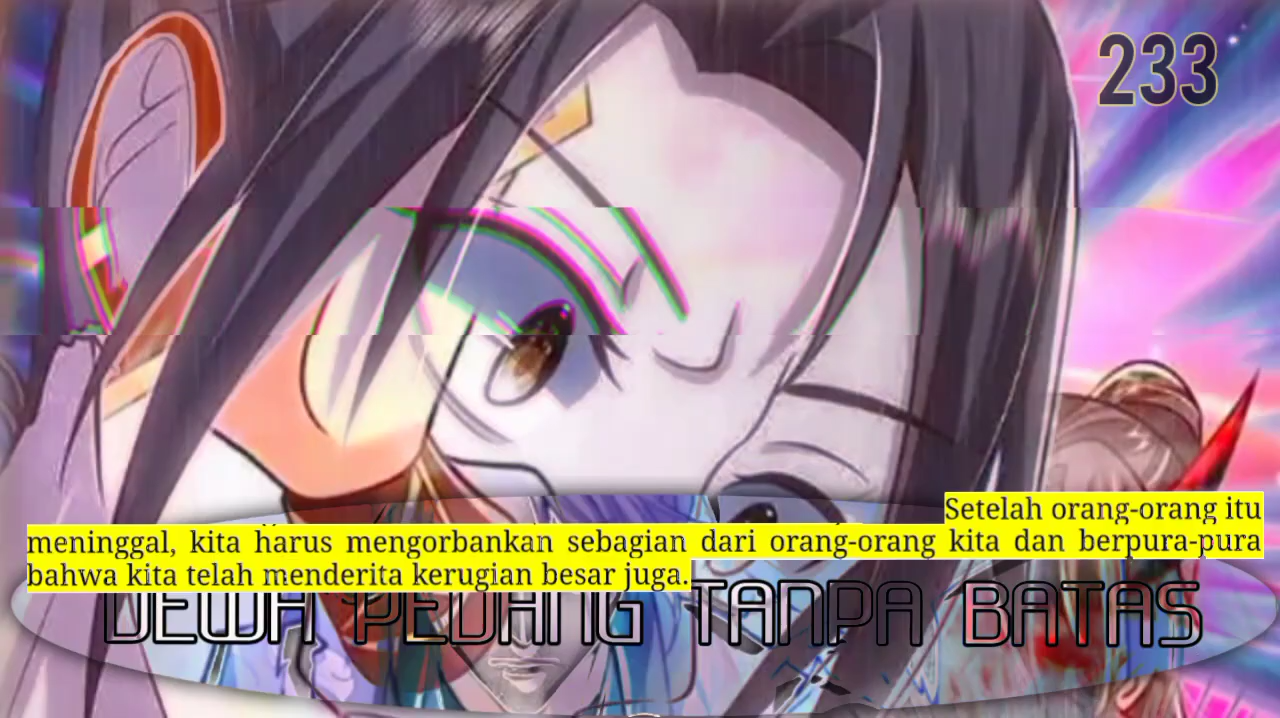 233
Setelah orang-orang itu
meninggal, kita harus mengorbankan sebagian dari orang-orang kita dan berpura-pura
bahwa kita telah menderita kerugian besar juga.
DEWA PEDANG TANPA BATAS